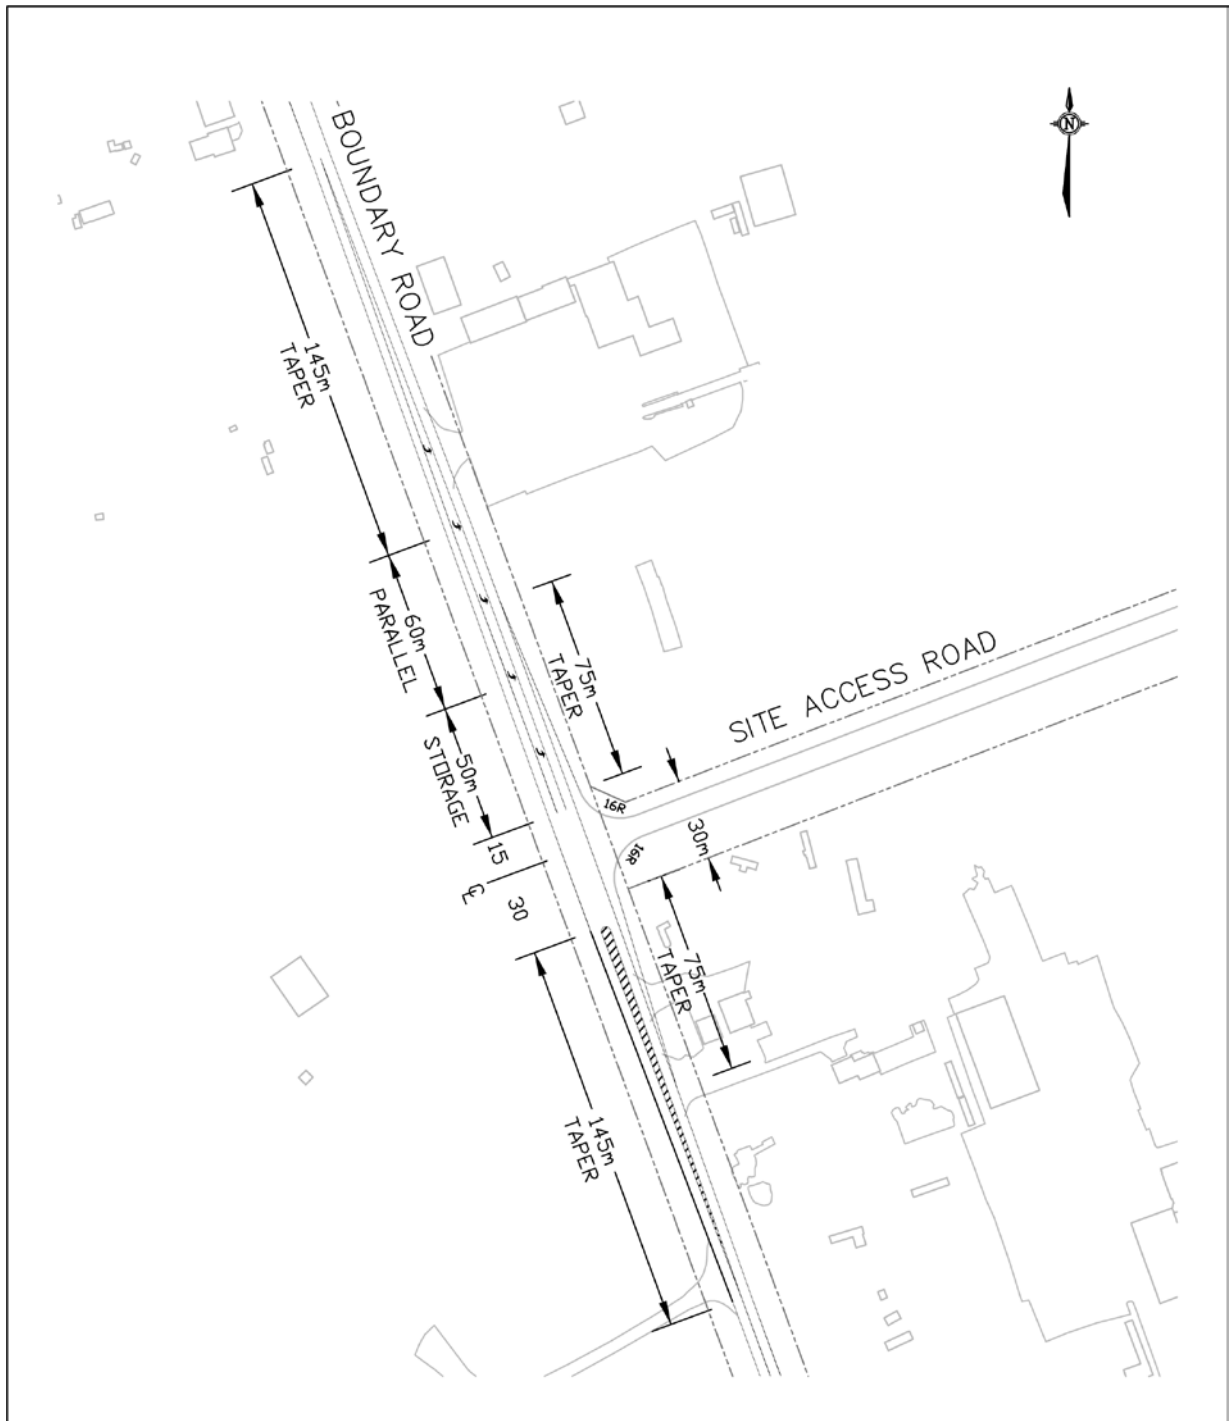 N
BOUNDARY ROAD
145m
TAPER
60m
PARALLEL
75m
TAPER
SITE ACCESS ROAD
50m
STORAGE
16R
16R
30m
15
℄
30
75m
TAPER
145m
TAPER